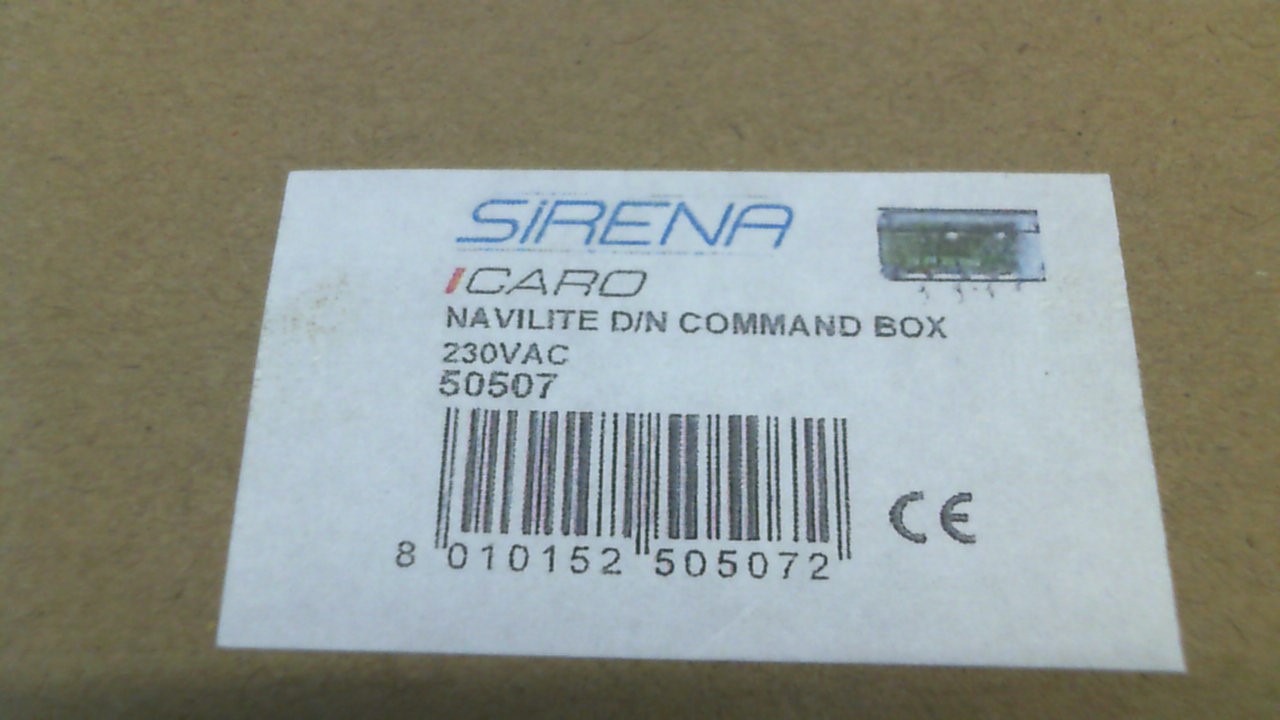 SiRENA
ICARO
NAVILITE D/N COMMAND BOX
230VAC
50507
8 010152 505072
CE